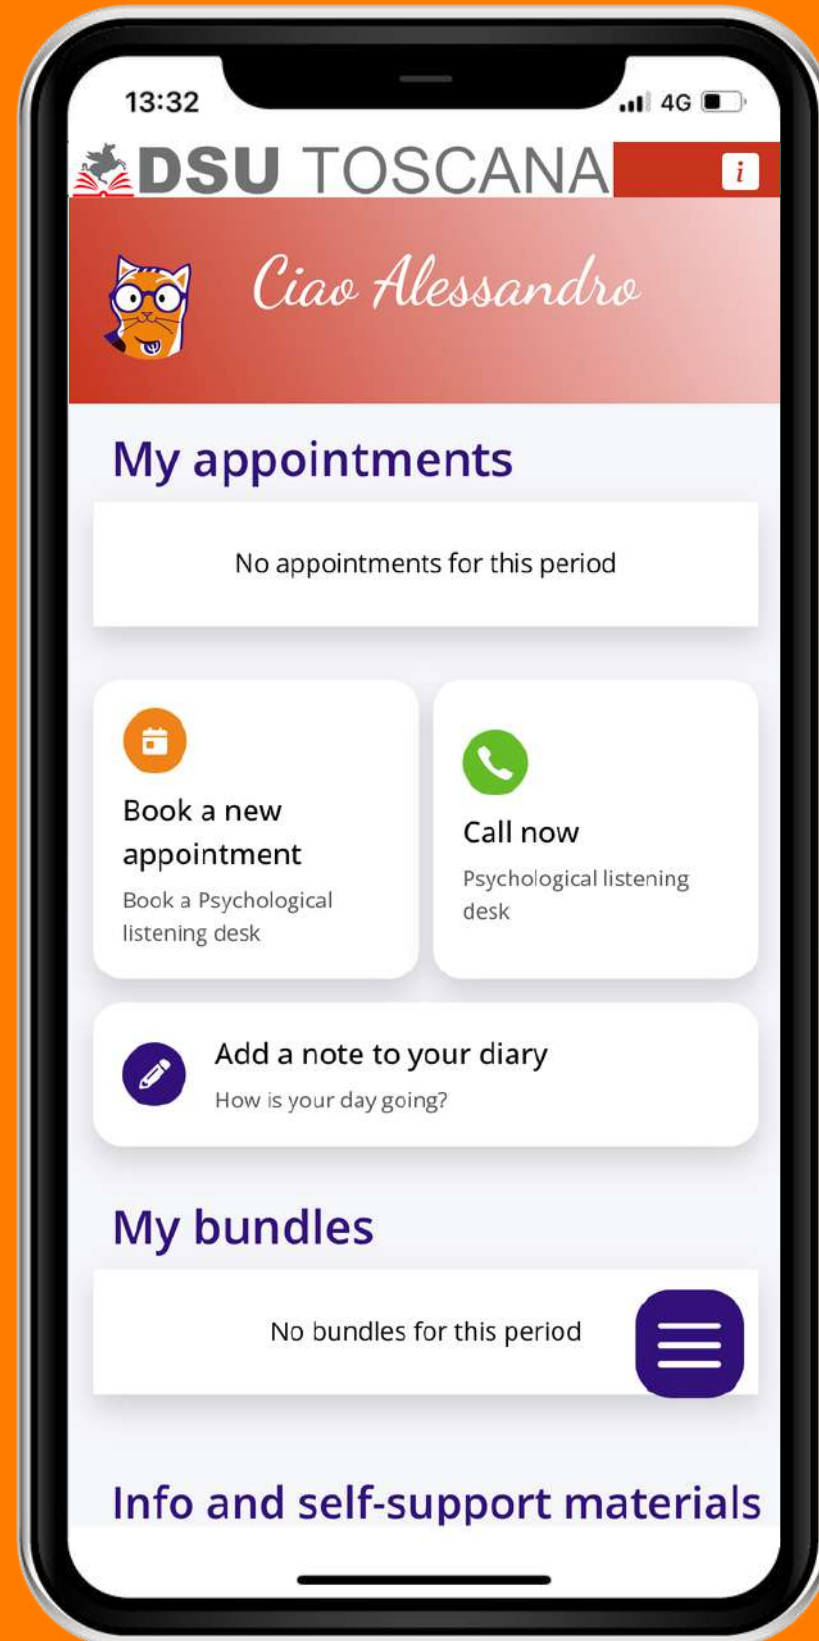 13:32
4G
DSU TOSCANA
i
Ciao Alessandro
My appointments
No appointments for this period
Book a new
appointment
Book a Psychological
listening desk
Call now
Psychological listening
desk
Add a note to your diary
How is your day going?
My bundles
No bundles for this period
Info and self-support materials